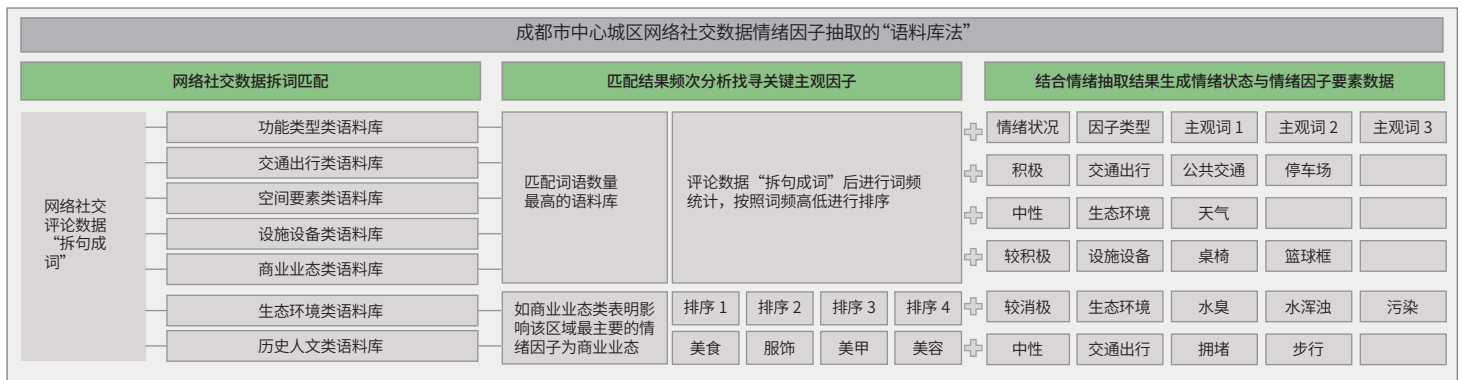 成都市中心城区网络社交数据情绪因子抽取的“语料库法”
网络社交数据拆词匹配
匹配结果频次分析找寻关键主观因子
结合情绪抽取结果生成情绪状态与情绪因子要素数据
网络社交
评论数据
“拆句成
词”
功能类型类语料库
交通出行类语料库
空间要素类语料库
设施设备类语料库
商业业态类语料库
生态环境类语料库
历史人文类语料库
匹配词语数量
最高的语料库
评论数据“拆句成词”后进行词频
统计，按照词频高低进行排序
如商业业态类表明影
响该区域最主要的情
绪因子为商业业态
排序 1 排序 2 排序 3 排序 4
美食 服饰 美甲 美容
情绪状况 因子类型 主观词 1 主观词 2 主观词 3
积极 交通出行 公共交通 停车场
中性 生态环境 天气
较积极 设施设备 桌椅 篮球框
较消极 生态环境 水臭 水浑浊 污染
中性 交通出行 拥堵 步行